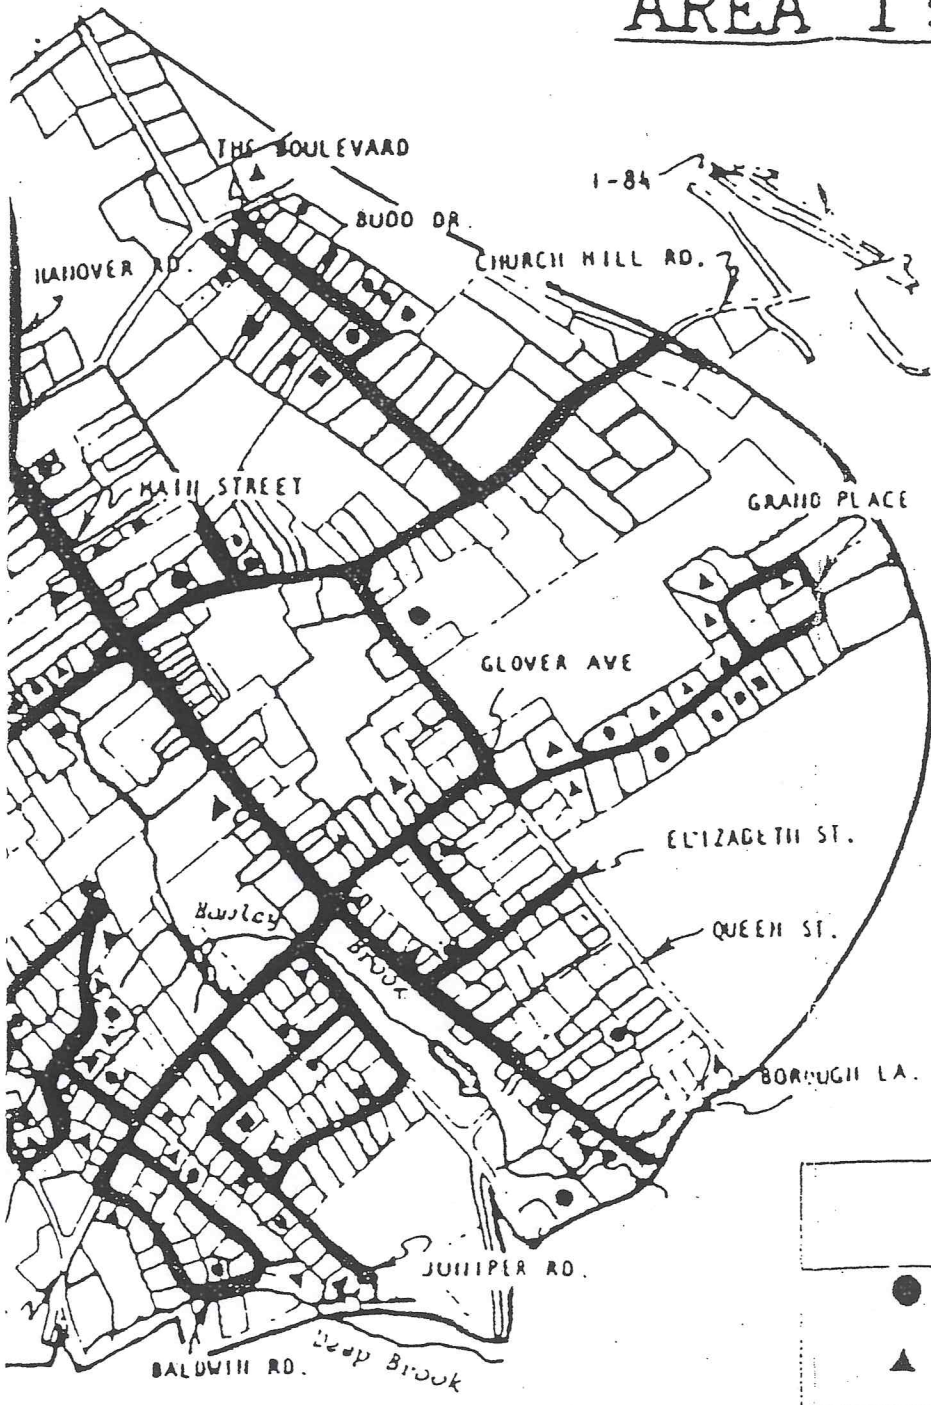 AREA 1
THE BOULEVARD
I-84
BUDD DR.
CHURCH HILL RD.
HANOVER RD.
MAIN STREET
GRAND PLACE
GLOVER AVE
ELIZABETH ST.
Hawley
QUEEN ST.
Brook
BOROUGH LA.
JUNIPER RD.
BALDWIN RD.
Deep Brook